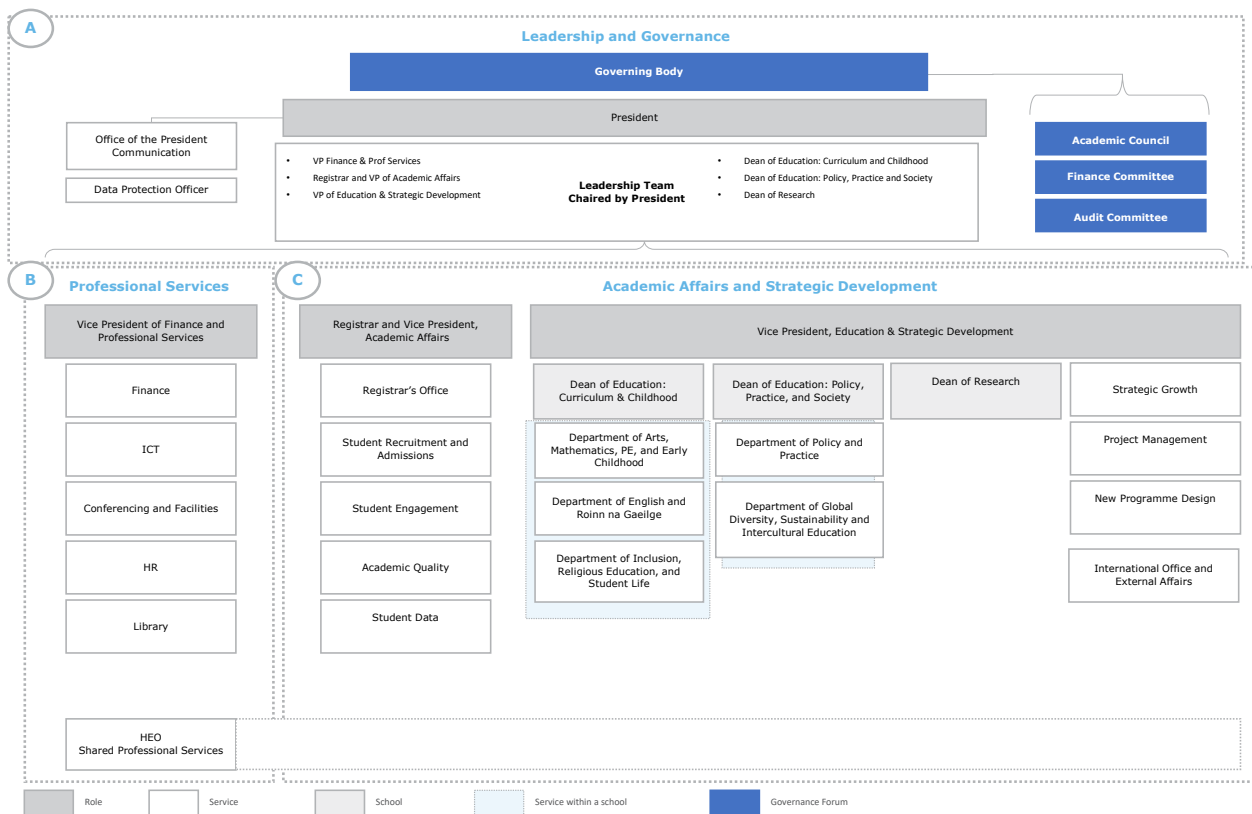 A
Leadership and Governance
Governing Body
President
Office of the President
Communication
Data Protection Officer
• VP Finance & Prof Services
• Registrar and VP of Academic Affairs
• VP of Education & Strategic Development
Leadership Team
Chaired by President
• Dean of Education: Curriculum and Childhood
• Dean of Education: Policy, Practice and Society
• Dean of Research
Academic Council
Finance Committee
Audit Committee
B
Professional Services
Vice President of Finance and
Professional Services
Finance
ICT
Conferencing and Facilities
HR
Library
HEO
Shared Professional Services
C
Academic Affairs and Strategic Development
Registrar and Vice President,
Academic Affairs
Registrar's Office
Student Recruitment and
Admissions
Student Engagement
Academic Quality
Student Data
Vice President, Education & Strategic Development
Dean of Education:
Curriculum & Childhood
Department of Arts,
Mathematics, PE, and Early
Childhood
Department of English and
Roinn na Gaeilge
Department of Inclusion,
Religious Education, and
Student Life
Dean of Education: Policy,
Practice, and Society
Department of Policy and
Practice
Department of Global
Diversity, Sustainability and
Intercultural Education
Dean of Research
Strategic Growth
Project Management
New Programme Design
International Office and
External Affairs
Role
Service
School
Service within a school
Governance Forum